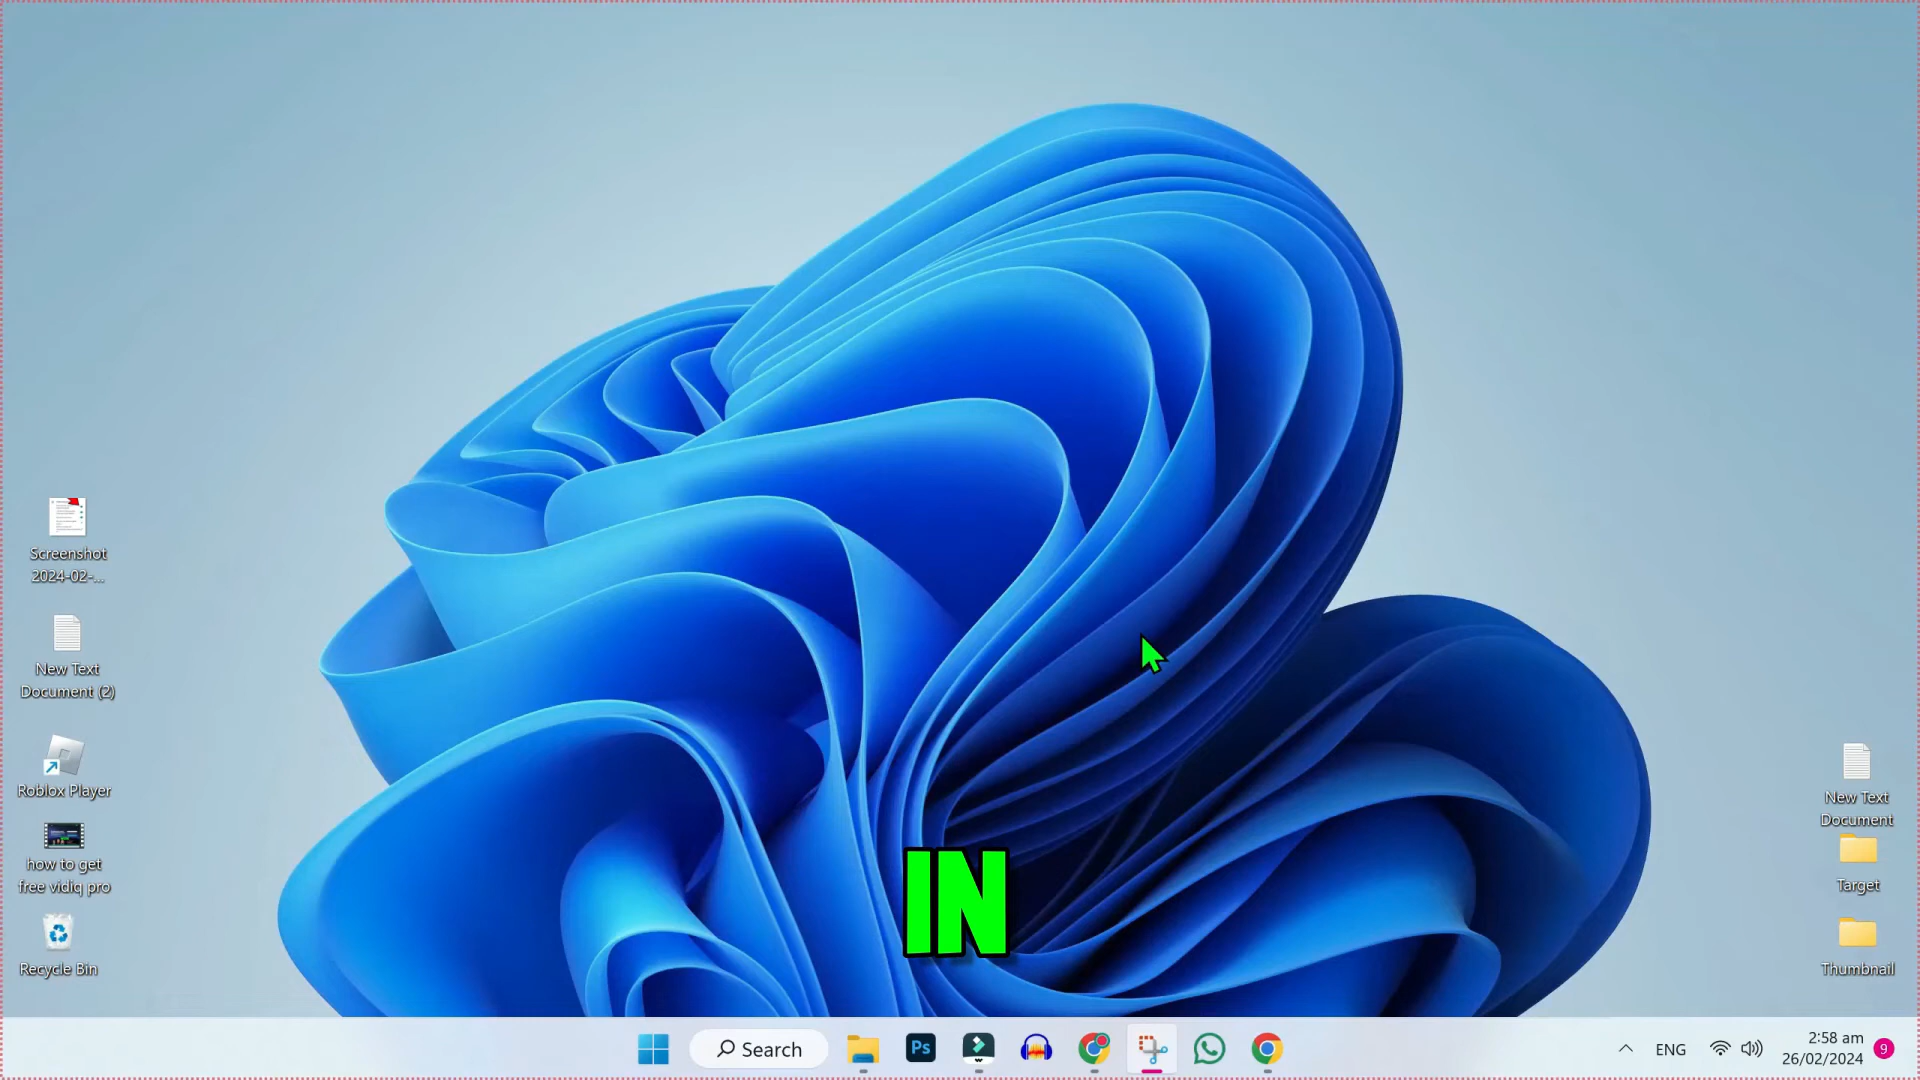 Screenshot
2024-02-...
New Text
Document (2)
Roblox Player
how to get
free vidiq pro
Recycle Bin
New Text
Document
Target
Thumbnail
IN
Search
Ps
ENG
2:58 am
26/02/2024
9